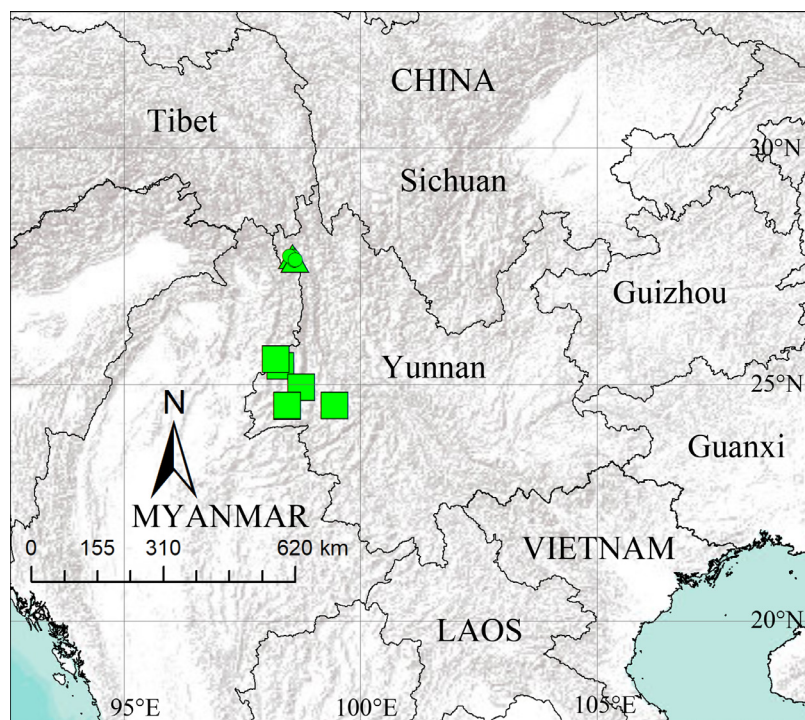 CHINA
Tibet
30°N
Sichuan
Guizhou
Yunnan
25°N
N
Guanxi
MYANMAR
0 155 310 620 km
VIETNAM
20°N
LAOS
95°E 100°E 105°E